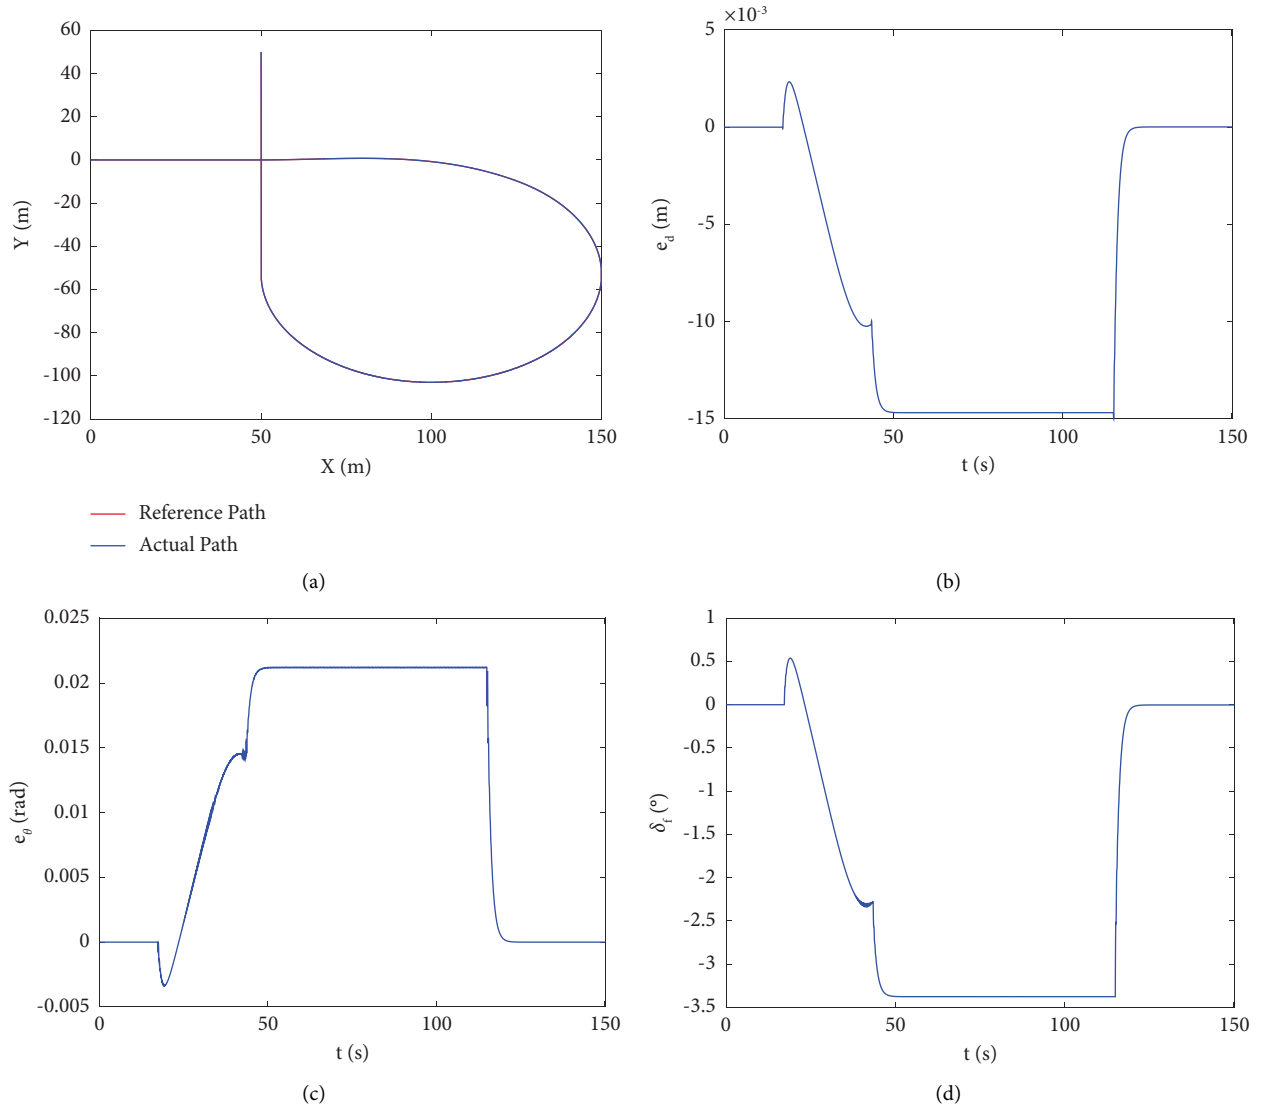 60
40
20
0
-20
-40
-60
-80
-100
-120
Y (m)
0 50 100 150
X (m)
Reference Path
Actual Path
(a)
×10⁻³
5
0
-5
-10
-15
e_d (m)
0 50 100 150
t (s)
(b)
0.025
0.02
0.015
0.01
0.005
0
-0.005
e_θ (rad)
0 50 100 150
t (s)
(c)
1
0.5
0
-0.5
-1
-1.5
-2
-2.5
-3
-3.5
δ_f (°)
0 50 100 150
t (s)
(d)